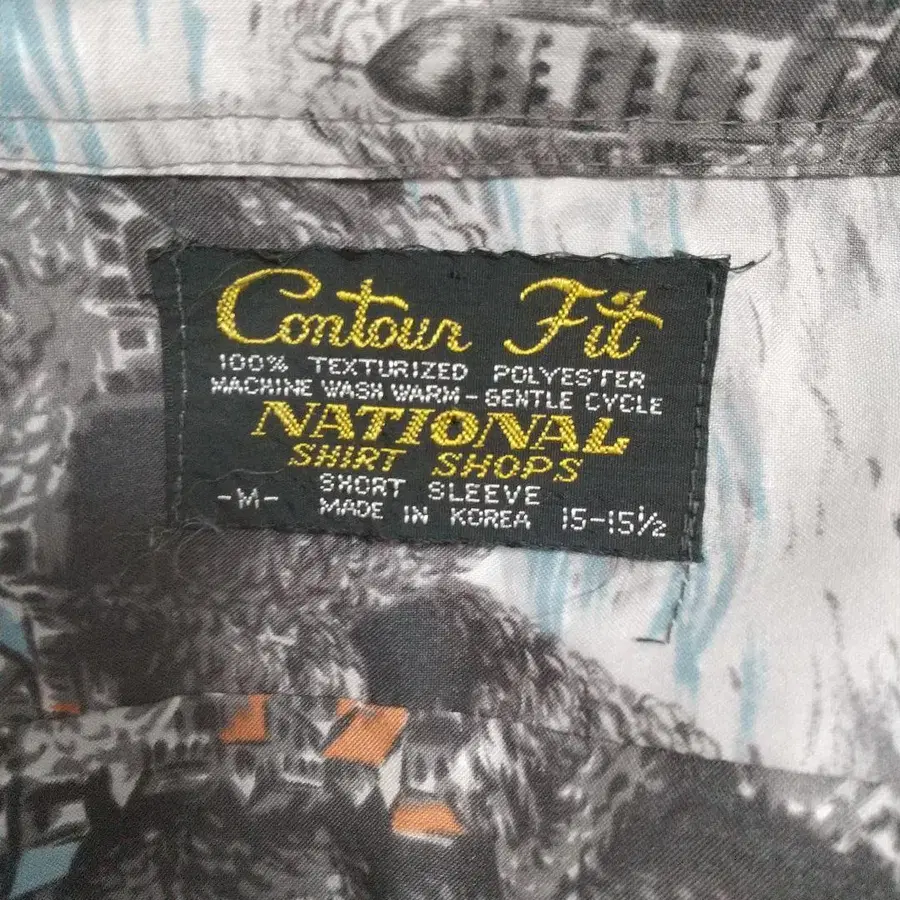 Contour Fit
100% TEXTURIZED POLYESTER
MACHINE WASH WARM-GENTLE CYCLE
NATIONAL
SHIRT SHOPS
SHORT SLEEVE
-M- MADE IN KOREA 15-15½